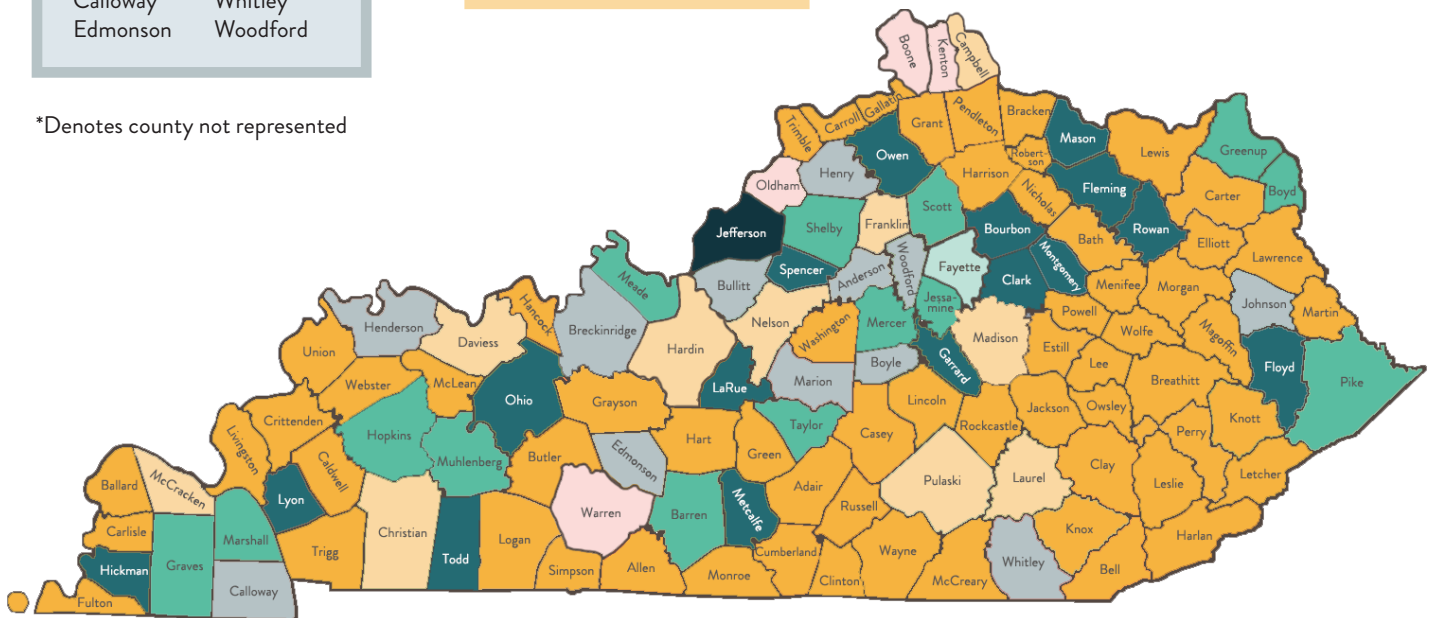 Calloway Whitley
Edmonson Woodford
*Denotes county not represented
Boone
Kenton
Campbell
Gallatin
Carroll
Trimble
Grant
Pendleton
Bracken
Mason
Owen
Robert-
son
Lewis
Greenup
Henry
Harrison
Fleming
Boyd
Oldham
Nicholas
Carter
Scott
Jefferson
Shelby
Franklin
Bourbon
Rowan
Bath
Elliott
Lawrence
Spencer
Anderson
Woodford
Fayette
Clark
Montgomery
Meade
Bullitt
Menifee
Morgan
Johnson
Hancock
Jessa-
mine
Powell
Martin
Henderson
Breckinridge
Nelson
Washington
Mercer
Madison
Wolfe
Magoffin
Daviess
Hardin
Estill
Union
Boyle
Garrard
Lee
Floyd
Webster
McLean
LaRue
Marion
Breathitt
Pike
Ohio
Grayson
Lincoln
Jackson
Owsley
Crittenden
Knott
Hopkins
Taylor
Casey
Rockcastle
Perry
Livingston
Muhlenberg
Butler
Edmonson
Hart
Green
Caldwell
Clay
Letcher
Ballard
McCracken
Pulaski
Laurel
Leslie
Adair
Lyon
Warren
Barren
Metcalfe
Russell
Carlisle
Christian
Knox
Harlan
Marshall
Trigg
Logan
Cumberland
Wayne
Todd
Graves
Hickman
Simpson
Allen
Monroe
Clinton
McCreary
Whitley
Bell
Calloway
Fulton